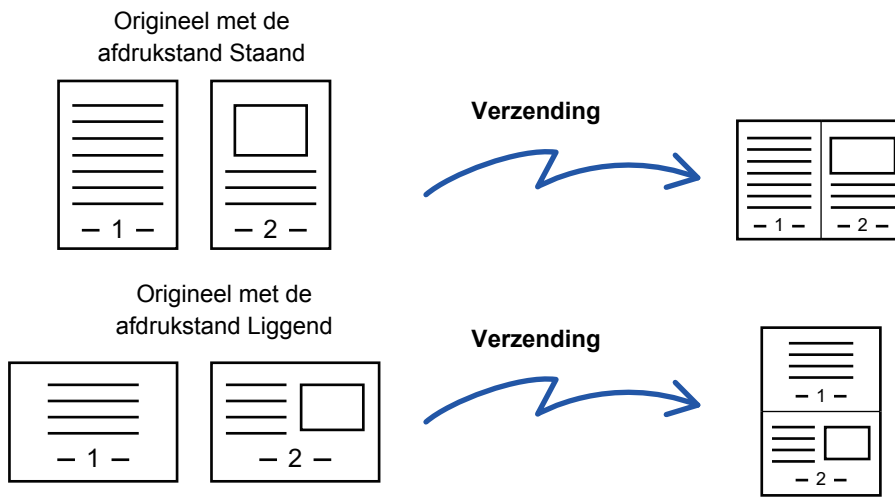 Origineel met de
afdrukstand Staand
Verzending
– 1 –
– 2 –
– 1 –
– 2 –
Origineel met de
afdrukstand Liggend
Verzending
– 1 –
– 2 –
– 1 –
– 2 –